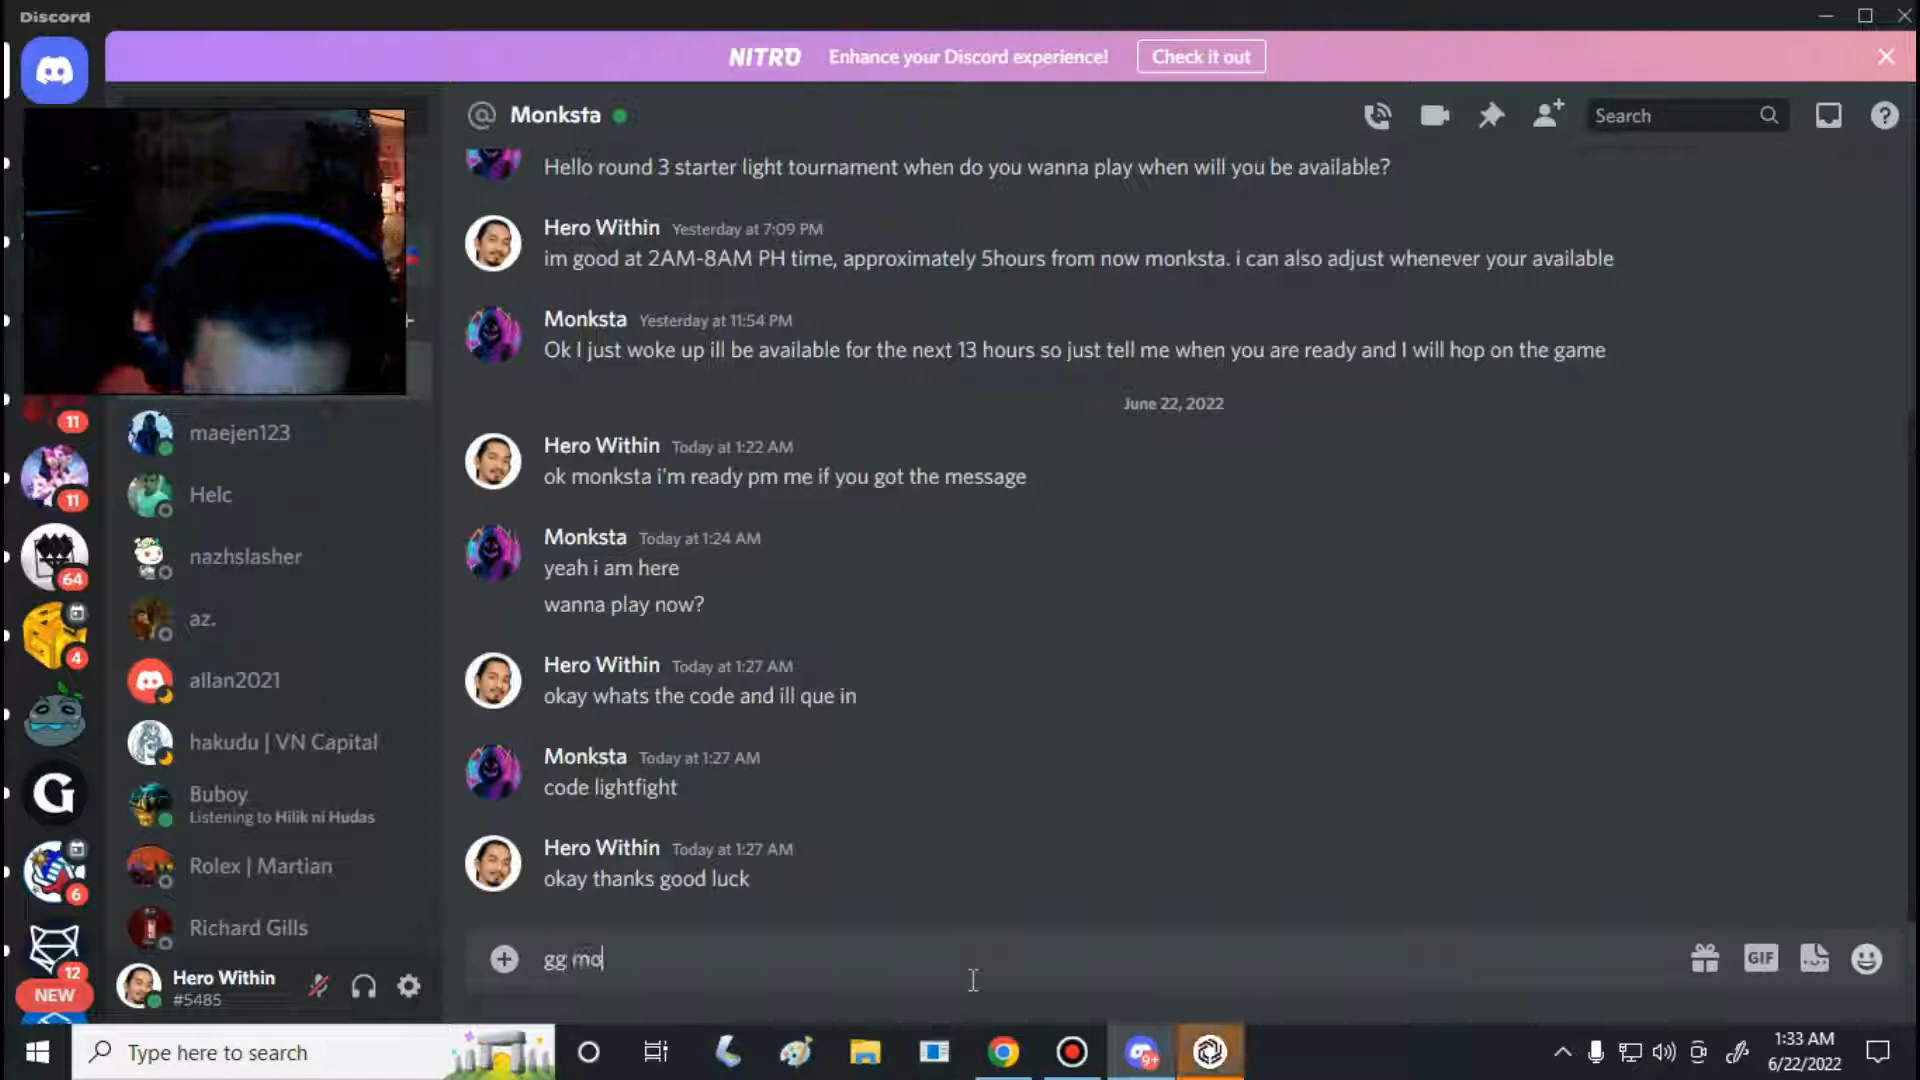 Discord
NITRO Enhance your Discord experience! Check it out
Monksta
Search
Hello round 3 starter light tournament when do you wanna play when will you be available?
Hero Within Yesterday at 7:09 PM
im good at 2AM-8AM PH time, approximately 5hours from now monksta. i can also adjust whenever your available
Monksta Yesterday at 11:54 PM
Ok I just woke up ill be available for the next 13 hours so just tell me when you are ready and I will hop on the game
June 22, 2022
Hero Within Today at 1:22 AM
ok monksta i'm ready pm me if you got the message
Monksta Today at 1:24 AM
yeah i am here
wanna play now?
Hero Within Today at 1:27 AM
okay whats the code and ill que in
Monksta Today at 1:27 AM
code lightfight
Hero Within Today at 1:27 AM
okay thanks good luck
gg mo
GIF
11
11
64
4
G
6
12
NEW
maejen123
Helc
nazhslasher
az.
allan2021
hakudu | VN Capital
Buboy
Listening to Hilik ni Hudas
Rolex | Martian
Richard Gills
Hero Within
#5485
Type here to search
9+
1:33 AM
6/22/2022